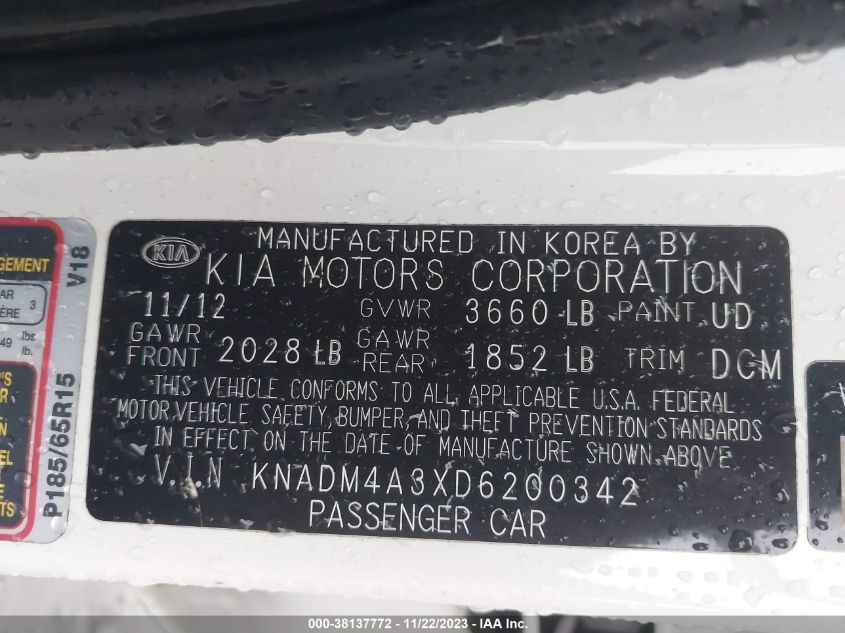 MANUFACTURED IN KOREA BY
KIA
KIA MOTORS CORPORATION
11/12 GVWR 3660 LB PAINT UD
GAWR FRONT 2028 LB GAWR REAR 1852 LB TRIM DCM
THIS VEHICLE CONFORMS TO ALL APPLICABLE U.S.A. FEDERAL
MOTOR VEHICLE SAFETY, BUMPER, AND THEFT PREVENTION STANDARDS
IN EFFECT ON THE DATE OF MANUFACTURE SHOWN ABOVE
V.I.N KNADM4A3XD6200342
PASSENGER CAR
P185/65R15
V18
3
lbs
lb.
000-38137772 - 11/22/2023 - IAA Inc.